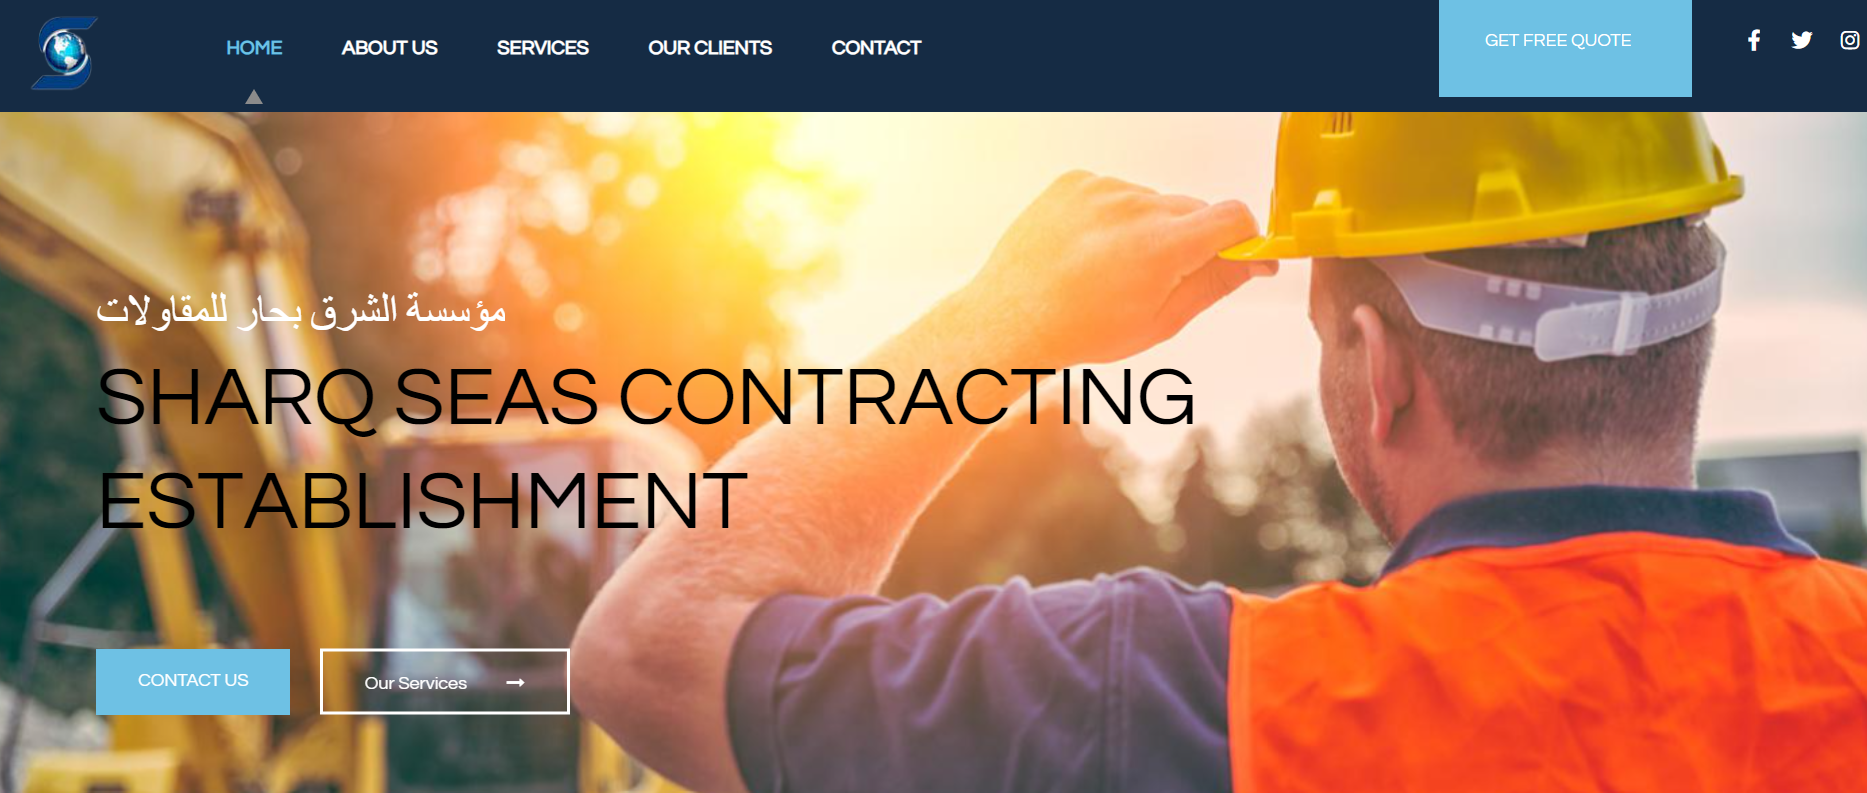 HOME
ABOUT US
SERVICES
OUR CLIENTS
CONTACT
GET FREE QUOTE
مؤسسة الشرق بحار للمقاولات
SHARQ SEAS CONTRACTING
ESTABLISHMENT
CONTACT US
Our Services